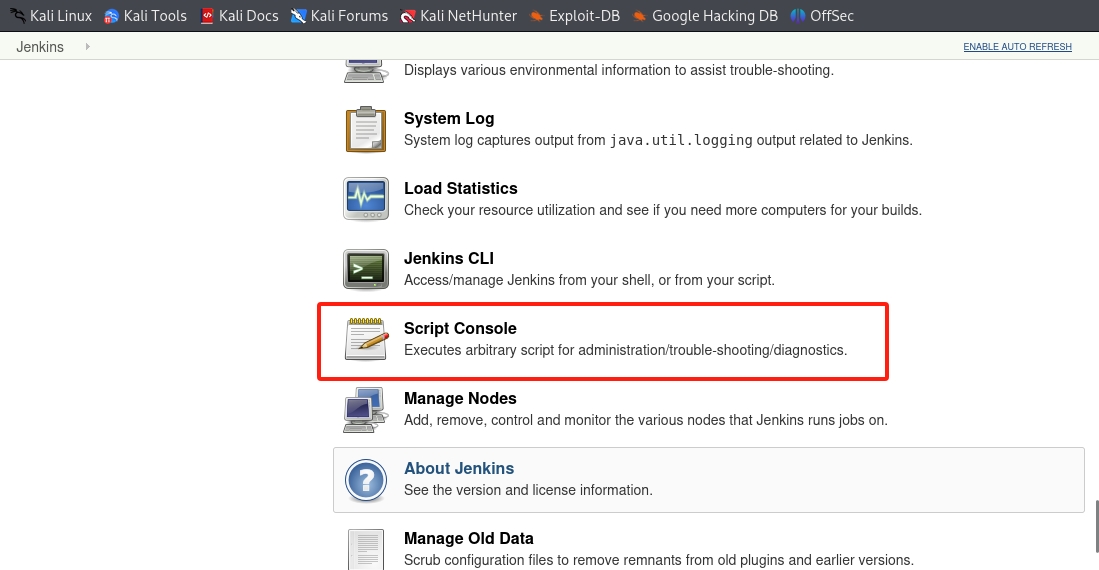 Kali Linux Kali Tools Kali Docs Kali Forums Kali NetHunter Exploit-DB Google Hacking DB OffSec
Jenkins ENABLE AUTO REFRESH
Displays various environmental information to assist trouble-shooting.
System Log
System log captures output from java.util.logging output related to Jenkins.
Load Statistics
Check your resource utilization and see if you need more computers for your builds.
Jenkins CLI
Access/manage Jenkins from your shell, or from your script.
Script Console
Executes arbitrary script for administration/trouble-shooting/diagnostics.
Manage Nodes
Add, remove, control and monitor the various nodes that Jenkins runs jobs on.
About Jenkins
See the version and license information.
Manage Old Data
Scrub configuration files to remove remnants from old plugins and earlier versions.